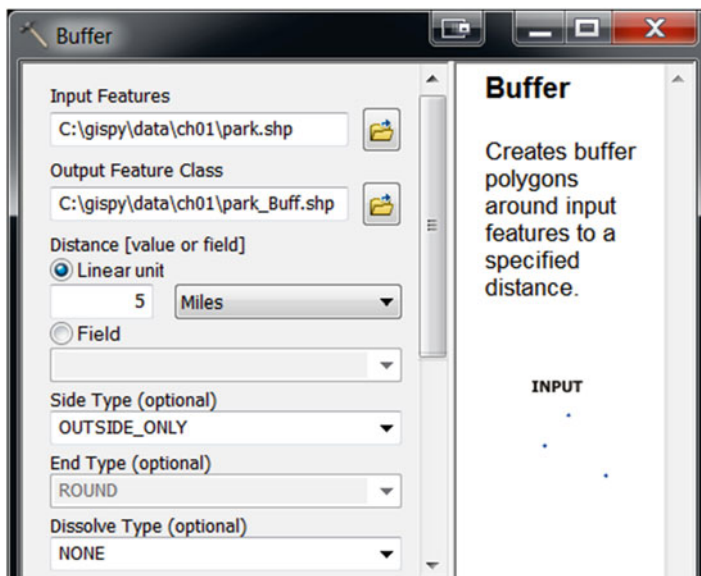 Buffer
Input Features
C:\gispy\data\ch01\park.shp
Output Feature Class
C:\gispy\data\ch01\park_Buff.shp
Distance [value or field]
Linear unit
5 Miles
Field
Side Type (optional)
OUTSIDE_ONLY
End Type (optional)
ROUND
Dissolve Type (optional)
NONE
Buffer
Creates buffer
polygons
around input
features to a
specified
distance.
INPUT